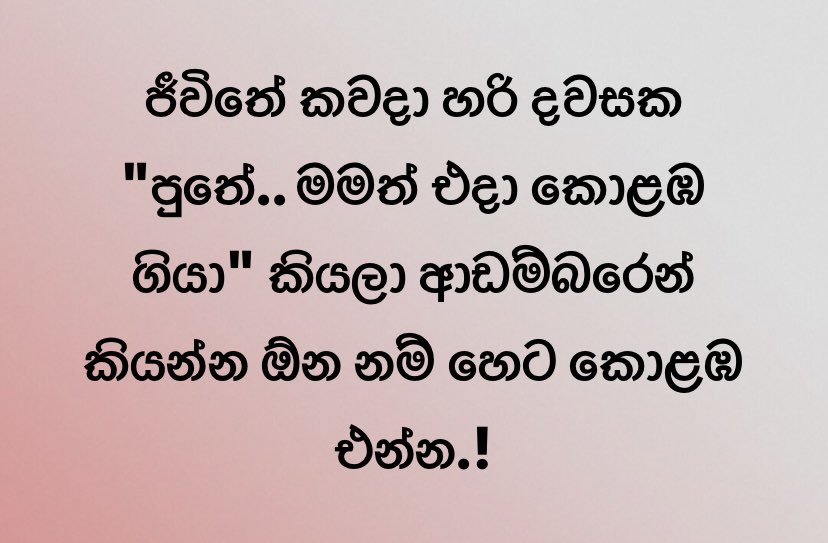 ජීවිතේ කවදා හරි දවසක
"පුතේ.. මමත් එදා කොළඹ
ගියා" කියලා ආඩම්බරෙන්
කියන්න ඕන නම් හෙට කොළඹ
එන්න.!